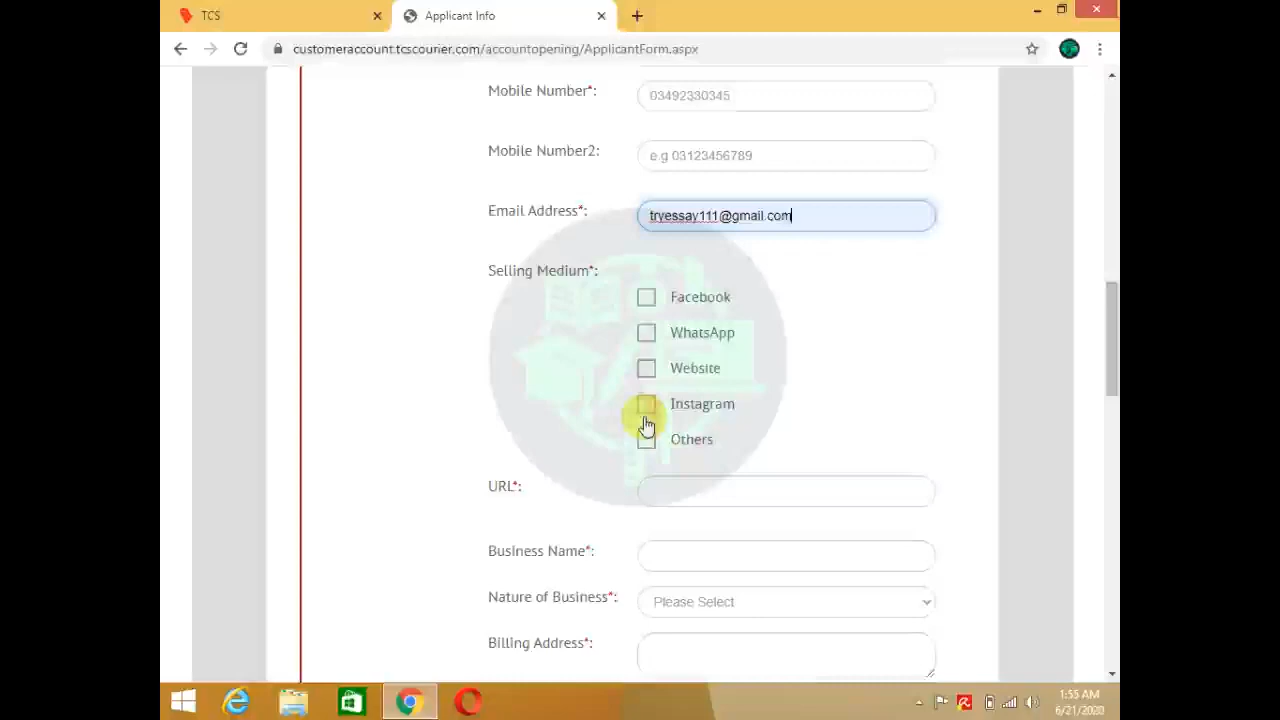 TCS
Applicant Info
customeraccount.tcscourier.com/accountopening/ApplicantForm.aspx
Mobile Number*: 03492330345
Mobile Number2: e.g 03123456789
Email Address*: tryessay111@gmail.com
Selling Medium*:
Facebook
WhatsApp
Website
Instagram
Others
URL*:
Business Name*:
Nature of Business*: Please Select
Billing Address*:
1:55 AM
6/21/2020